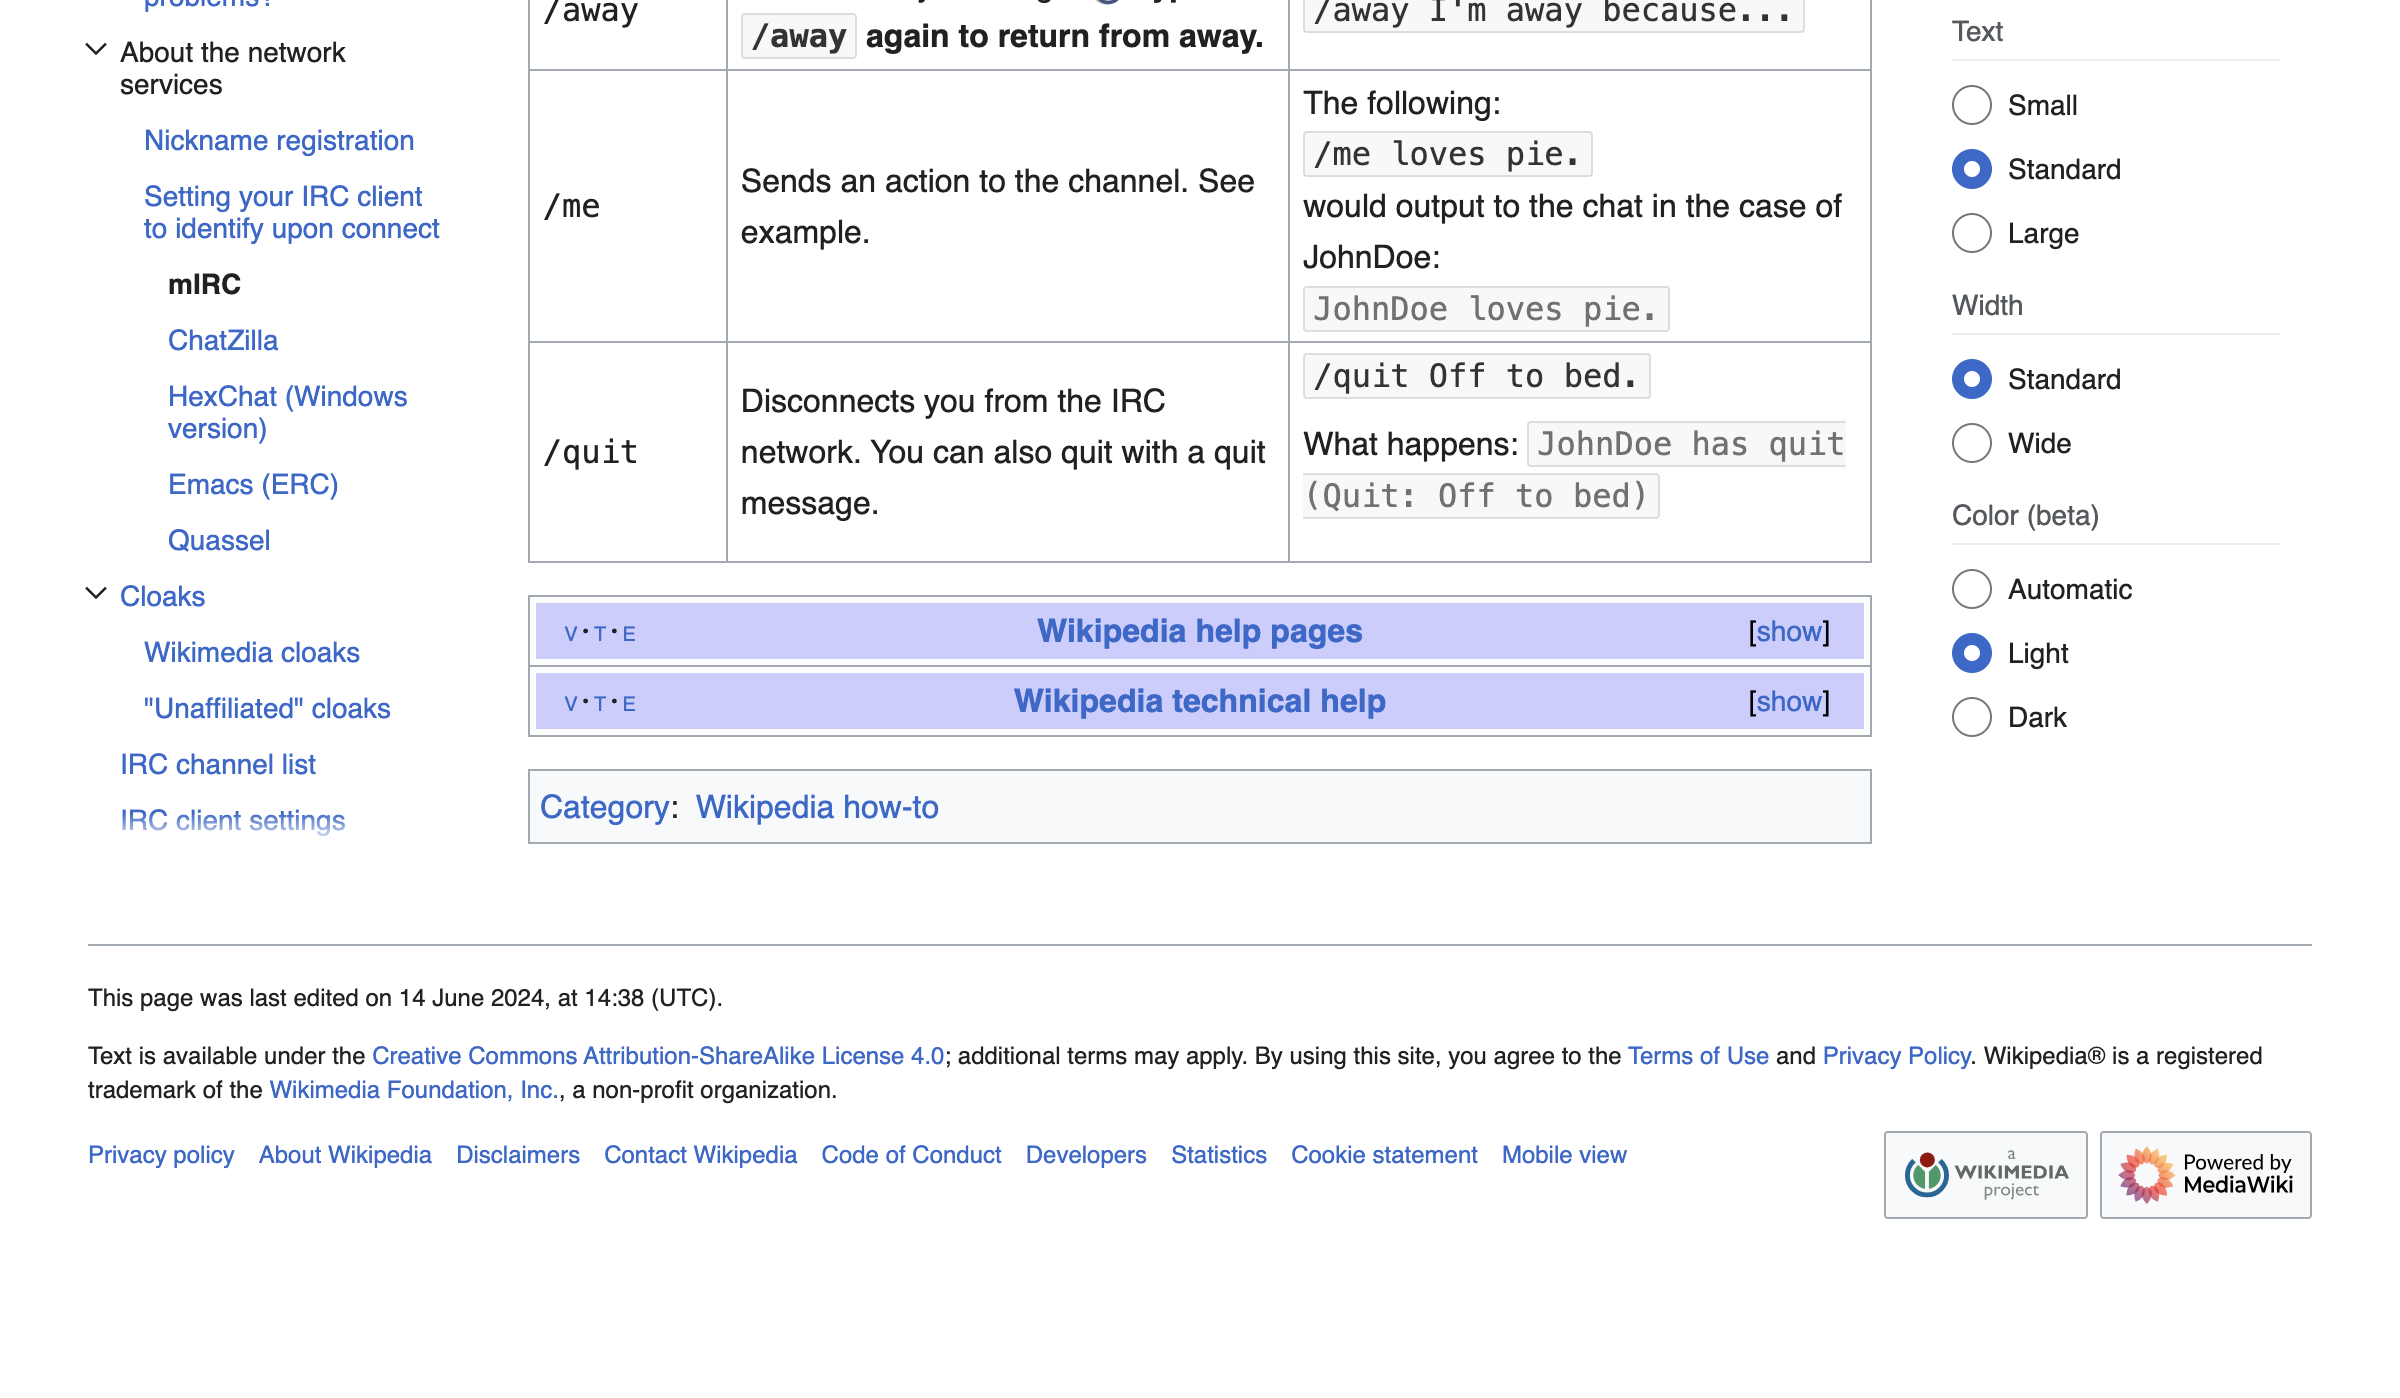 About the network
services
Nickname registration
Setting your IRC client
to identify upon connect
mIRC
ChatZilla
HexChat (Windows
version)
Emacs (ERC)
Quassel
Cloaks
Wikimedia cloaks
"Unaffiliated" cloaks
IRC channel list
IRC client settings
/away
/away again to return from away.
/away I'm away because...
/me
Sends an action to the channel. See
example.
The following:
/me loves pie.
would output to the chat in the case of
JohnDoe:
JohnDoe loves pie.
/quit
Disconnects you from the IRC
network. You can also quit with a quit
message.
/quit Off to bed.
What happens: JohnDoe has quit
(Quit: Off to bed)
V·T·E Wikipedia help pages [show]
V·T·E Wikipedia technical help [show]
Category: Wikipedia how-to
Text
Small
Standard
Large
Width
Standard
Wide
Color (beta)
Automatic
Light
Dark
This page was last edited on 14 June 2024, at 14:38 (UTC).
Text is available under the Creative Commons Attribution-ShareAlike License 4.0; additional terms may apply. By using this site, you agree to the Terms of Use and Privacy Policy. Wikipedia® is a registered
trademark of the Wikimedia Foundation, Inc., a non-profit organization.
Privacy policy About Wikipedia Disclaimers Contact Wikipedia Code of Conduct Developers Statistics Cookie statement Mobile view
a
WIKIMEDIA
project
Powered by
MediaWiki